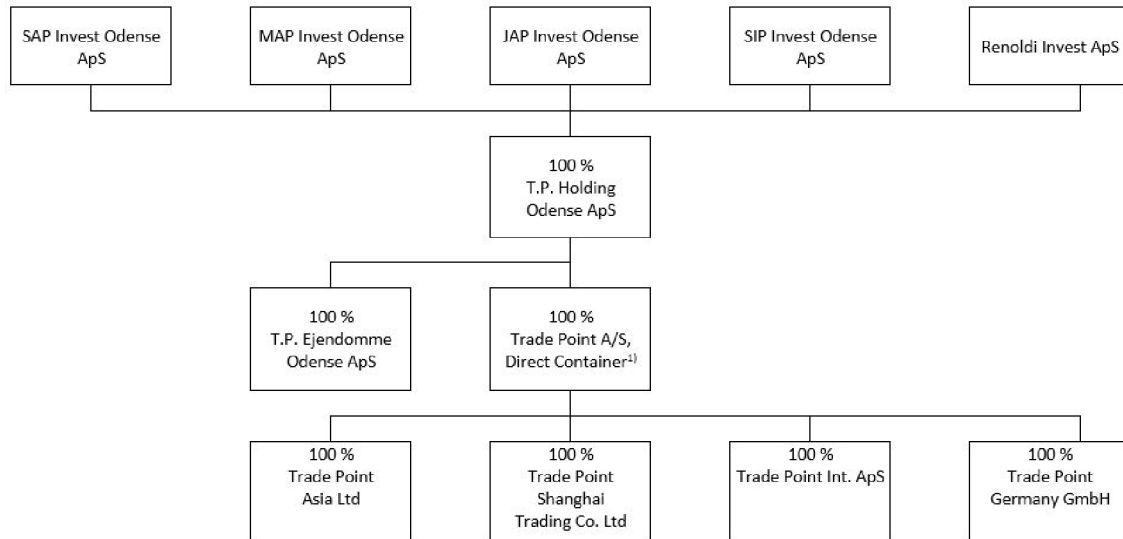 SAP Invest Odense
ApS
MAP Invest Odense
ApS
JAP Invest Odense
ApS
SIP Invest Odense
ApS
Renoldi Invest ApS
100 %
T.P. Holding
Odense ApS
100 %
T.P. Ejendomme
Odense ApS
100 %
Trade Point A/S,
Direct Container¹⁾
100 %
Trade Point
Asia Ltd
100 %
Trade Point
Shanghai
Trading Co. Ltd
100 %
Trade Point Int. ApS
100 %
Trade Point
Germany GmbH